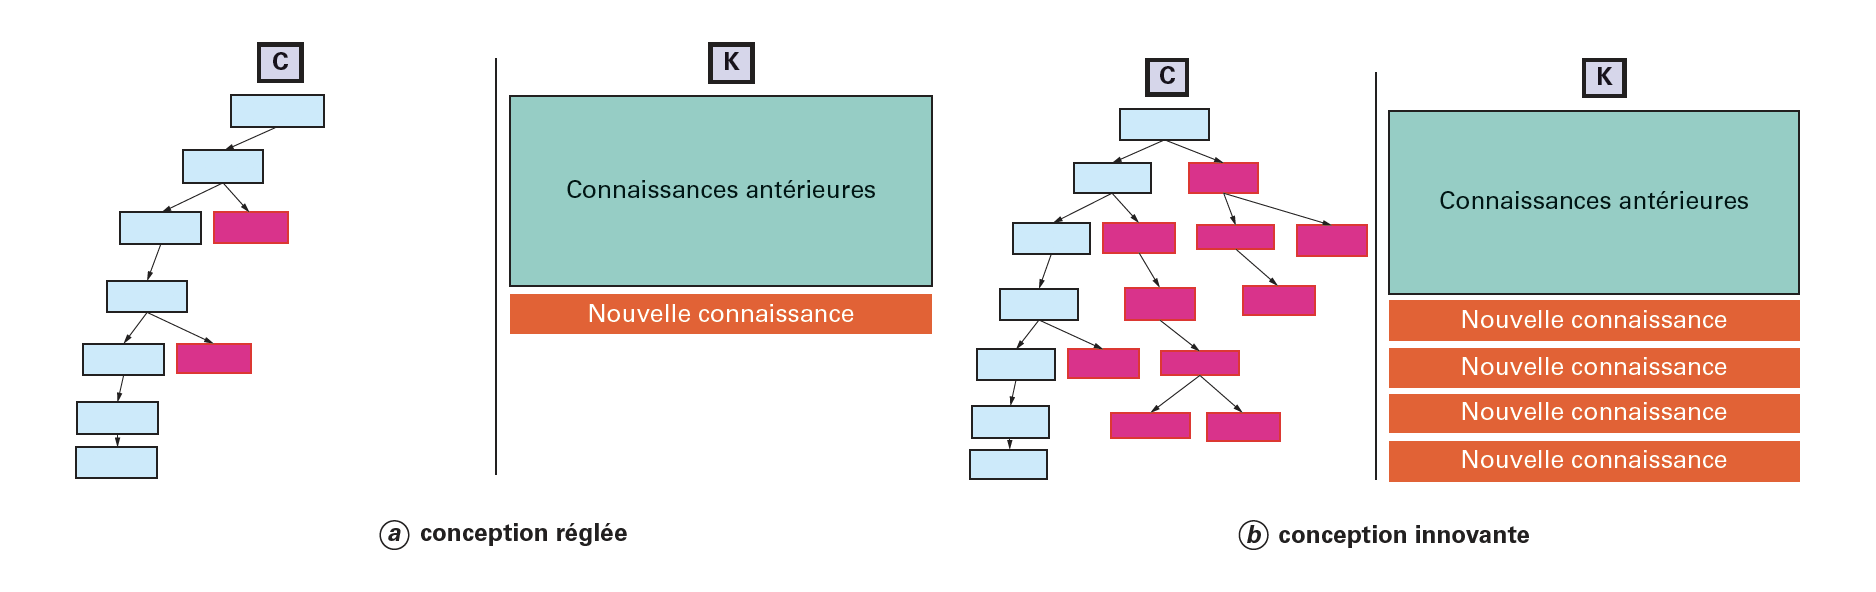 C
K
Connaissances antérieures
Nouvelle connaissance
a conception réglée
C
K
Connaissances antérieures
Nouvelle connaissance
Nouvelle connaissance
Nouvelle connaissance
Nouvelle connaissance
b conception innovante